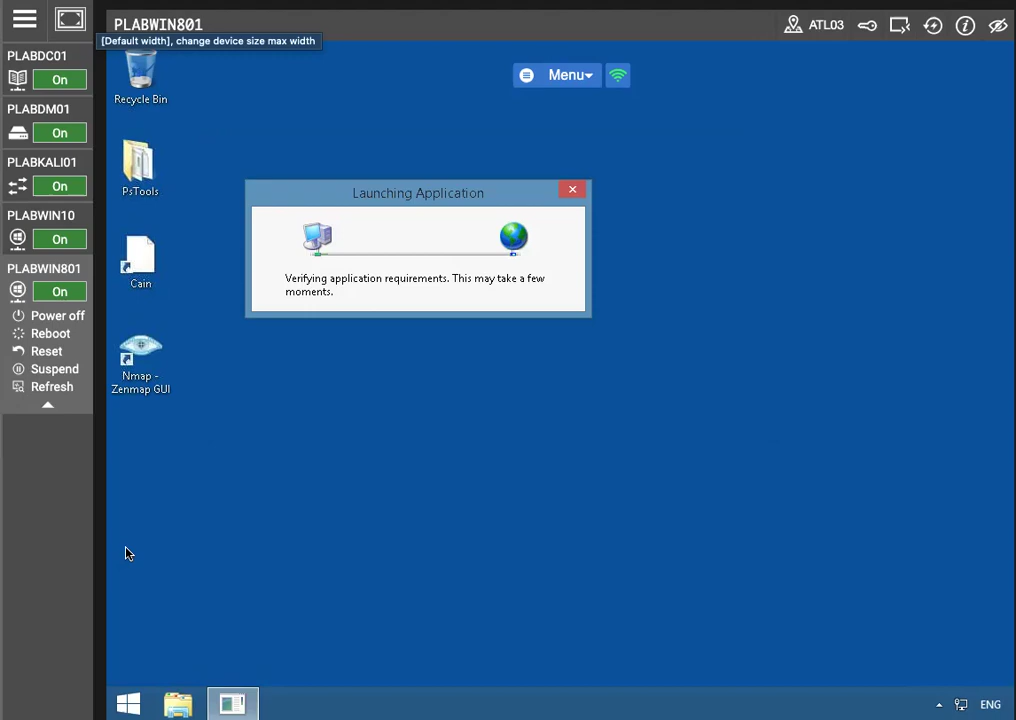 PLABWIN801
ATL03
[Default width], change device size max width
PLABDC01
On
PLABDM01
On
PLABKALI01
On
PLABWIN10
On
PLABWIN801
On
Power off
Reboot
Reset
Suspend
Refresh
Recycle Bin
PsTools
Cain
Nmap -
Zenmap GUI
Menu
Launching Application
Verifying application requirements. This may take a few
moments.
ENG